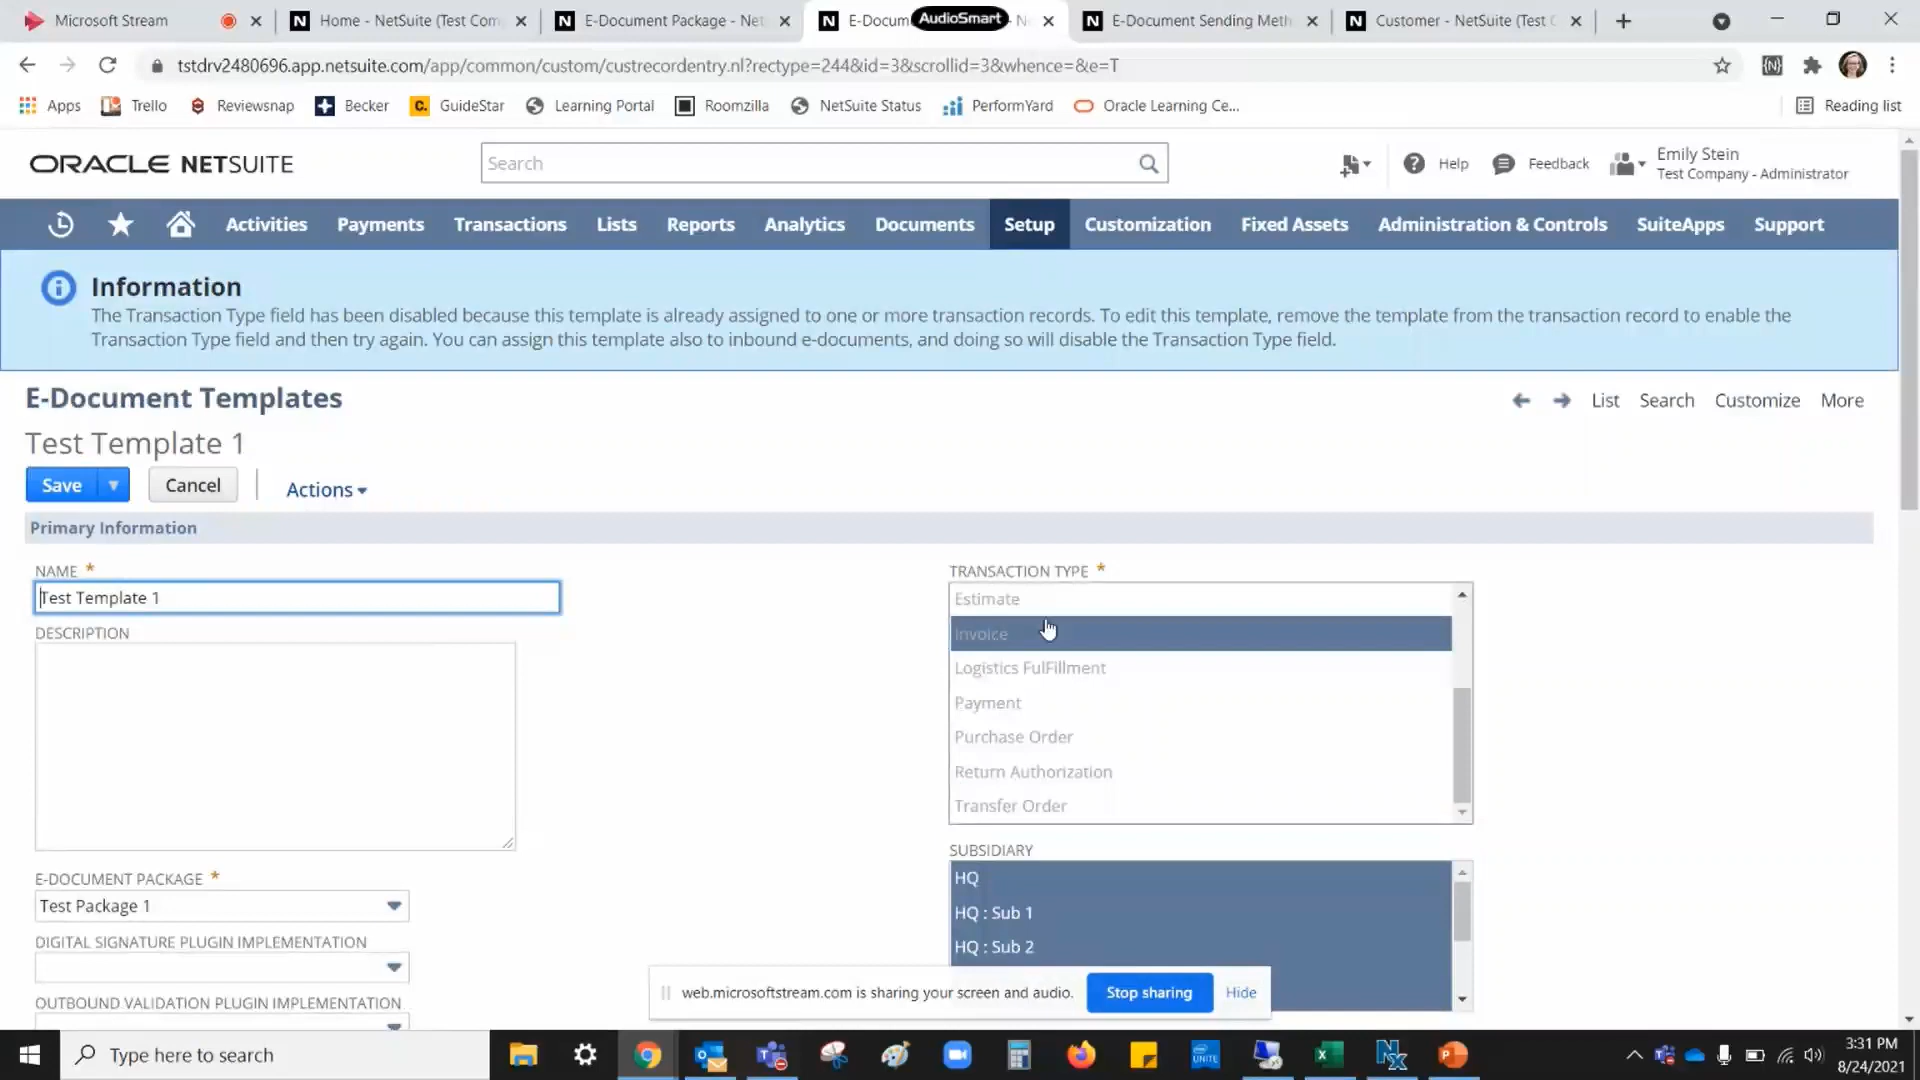 Microsoft Stream
Home - NetSuite (Test Com
E-Document Package - Net
E-Docum
AudioSmart
E-Document Sending Meth
Customer - NetSuite (Test C
tstdrv2480696.app.netsuite.com/app/common/custom/custrecordentry.nl?rectype=244&id=3&scrollid=3&whence=&e=T
Apps
Trello
Reviewsnap
Becker
GuideStar
Learning Portal
Roomzilla
NetSuite Status
PerformYard
Oracle Learning Ce...
Reading list
ORACLE NETSUITE
Search
Help
Feedback
Emily Stein
Test Company - Administrator
Activities
Payments
Transactions
Lists
Reports
Analytics
Documents
Setup
Customization
Fixed Assets
Administration & Controls
SuiteApps
Support
Information
The Transaction Type field has been disabled because this template is already assigned to one or more transaction records. To edit this template, remove the template from the transaction record to enable the
Transaction Type field and then try again. You can assign this template also to inbound e-documents, and doing so will disable the Transaction Type field.
E-Document Templates
List
Search
Customize
More
Test Template 1
Save
Cancel
Actions
Primary Information
NAME *
Test Template 1
DESCRIPTION
E-DOCUMENT PACKAGE *
Test Package 1
DIGITAL SIGNATURE PLUGIN IMPLEMENTATION
OUTBOUND VALIDATION PLUGIN IMPLEMENTATION
TRANSACTION TYPE *
Estimate
Invoice
Logistics FulFillment
Payment
Purchase Order
Return Authorization
Transfer Order
SUBSIDIARY
HQ
HQ : Sub 1
HQ : Sub 2
web.microsoftstream.com is sharing your screen and audio.
Stop sharing
Hide
Type here to search
3:31 PM
8/24/2021